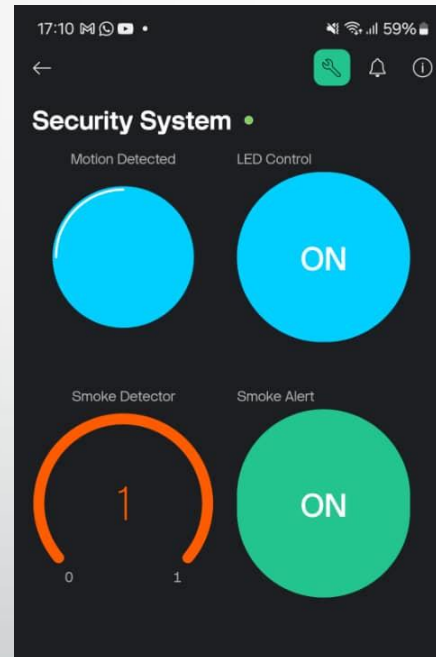 17:10 59%
Security System
Motion Detected LED Control
ON
Smoke Detector Smoke Alert
1 ON
0 1